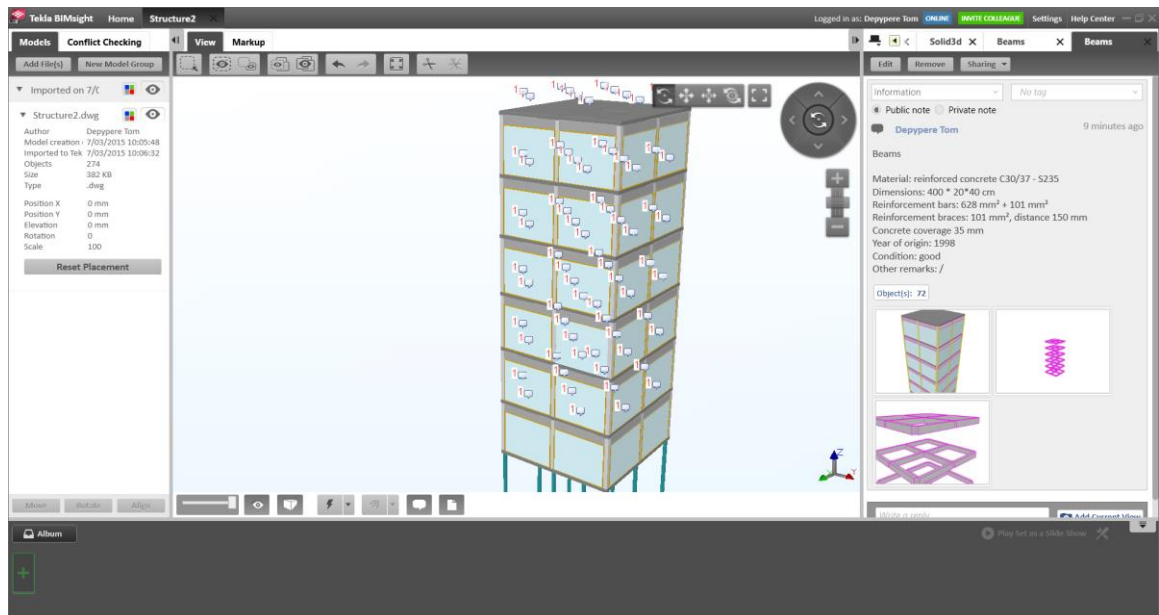 Tekla BIMsight Home Structure2 ×
Logged in as: Depypere Tom ONLINE INVITE COLLEAGUE Settings Help Center
Models Conflict Checking
View Markup
Solid3d X Beams X Beams
Add File(s) New Model Group
Edit Remove Sharing
Imported on 7/0
Structure2.dwg
Author Depypere Tom
Model creation 7/03/2015 10:05:48
Imported to Tek 7/03/2015 10:06:32
Objects 274
Size 382 KB
Type .dwg
Position X 0 mm
Position Y 0 mm
Elevation 0 mm
Rotation 0
Scale 100
Reset Placement
Move Rotate Align
Z
Y
Information No tag
Public note Private note
Depypere Tom 9 minutes ago
Beams
Material: reinforced concrete C30/37 - S235
Dimensions: 400 * 20*40 cm
Reinforcement bars: 628 mm² + 101 mm²
Reinforcement braces: 101 mm², distance 150 mm
Concrete coverage 35 mm
Year of origin: 1998
Condition: good
Other remarks: /
Object(s): 72
Write a reply
Add Current View
Album
Play Set as a Slide Show